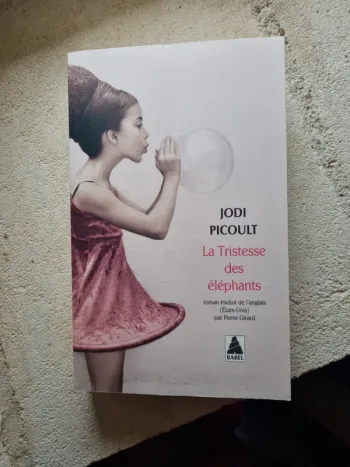 JODI
PICOULT
La Tristesse
des
éléphants
roman traduit de l'anglais
(États-Unis)
par Pierre Girard
BABEL